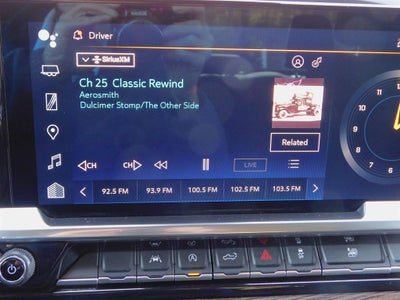 Driver
SiriusXM
Ch 25 Classic Rewind
Aerosmith
Dulcimer Stomp/The Other Side
Related
CH CH LIVE
92.5 FM 93.9 FM 100.5 FM 102.5 FM 103.5 FM
12